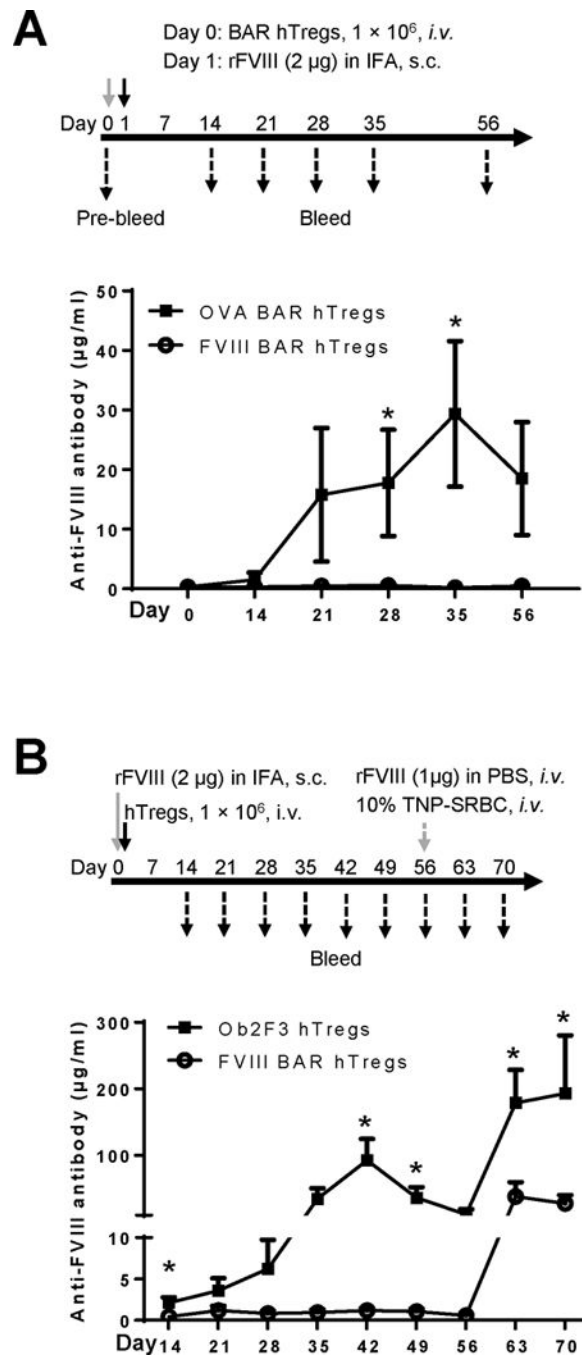 A
Day 0: BAR hTregs, 1 × 10⁶, i.v.
Day 1: rFVIII (2 µg) in IFA, s.c.
Day 0 1 7 14 21 28 35 56
Pre-bleed Bleed
50
40
30
20
10
0
Anti-FVIII antibody (µg/ml)
OVA BAR hTregs
FVIII BAR hTregs
* *
Day 0 14 21 28 35 56
B
rFVIII (2 µg) in IFA, s.c. rFVIII (1µg) in PBS, i.v.
hTregs, 1 × 10⁶, i.v. 10% TNP-SRBC, i.v.
Day 0 7 14 21 28 35 42 49 56 63 70
Bleed
300
200
100
10
5
0
Anti-FVIII antibody (µg/ml)
Ob2F3 hTregs
FVIII BAR hTregs
* * * * *
Day 14 21 28 35 42 49 56 63 70